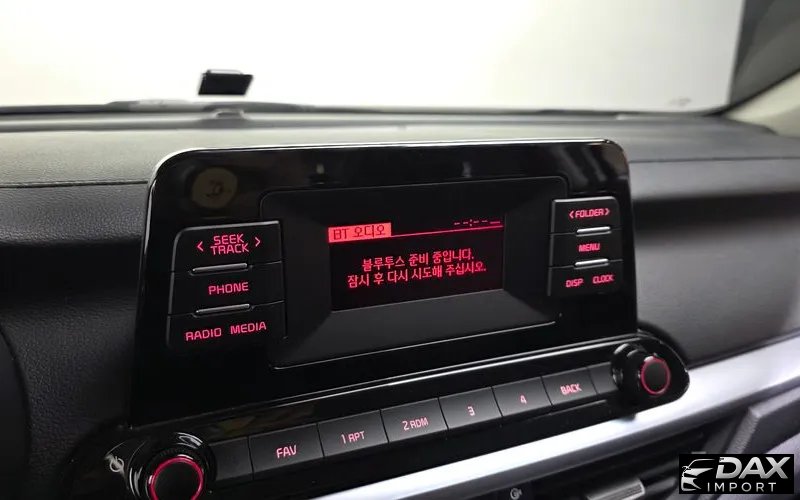 BT 오디오
--:--
블루투스 준비 중입니다.
잠시 후 다시 시도해 주십시오.
< SEEK >
TRACK
PHONE
RADIO MEDIA
< FOLDER >
MENU
DISP CLOCK
FAV
1 RPT
2 RDM
3
4
BACK
DAX
IMPORT